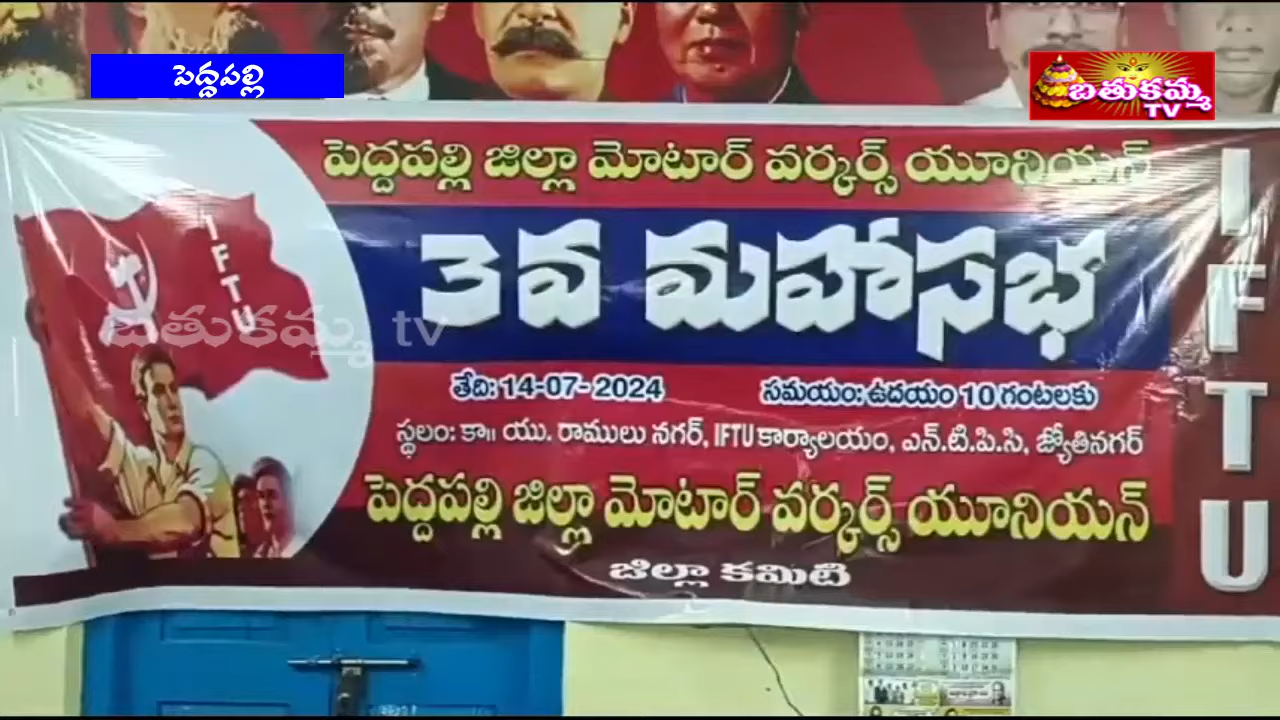 పెద్దపల్లి
బతుకమ్మ
TV
పెద్దపల్లి జిల్లా మోటార్ వర్కర్స్ యూనియన్
3వ మహాసభ
IFTU
బతుకమ్మ tv
తేది: 14-07-2024 సమయం: ఉదయం 10 గంటలకు
స్థలం: కా॥ యు. రాములు నగర్, IFTU కార్యాలయం, ఎన్.టి.పి.సి, జ్యోతినగర్
పెద్దపల్లి జిల్లా మోటార్ వర్కర్స్ యూనియన్
జిల్లా కమిటి
IFTU